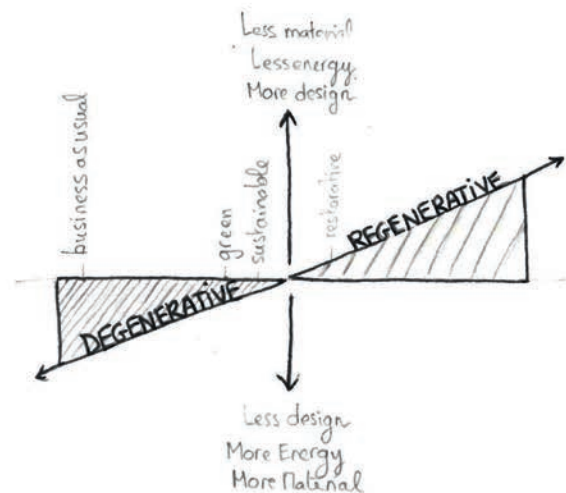 Less material
Less energy
More design
business as usual
green
sustainable
restorative
REGENERATIVE
DEGENERATIVE
Less design
More Energy
More Material